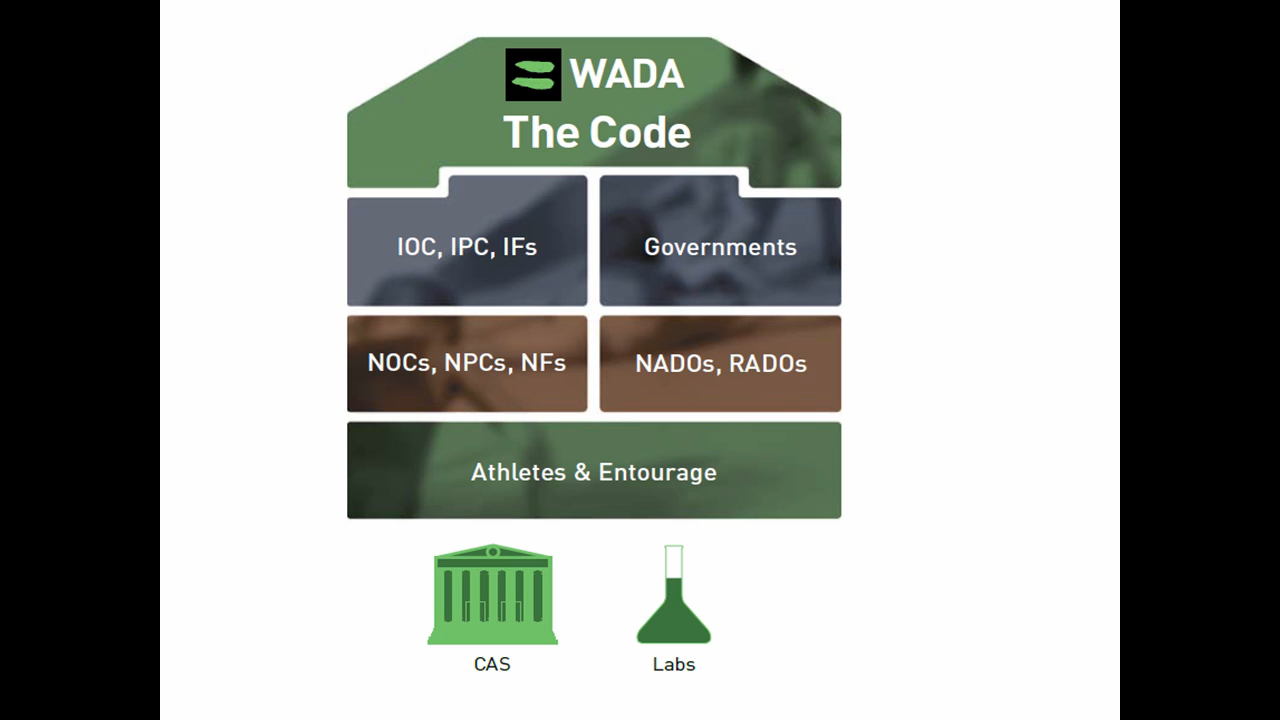 WADA
The Code
IOC, IPC, IFs
Governments
NOCs, NPCs, NFs
NADOs, RADOs
Athletes & Entourage
CAS
Labs